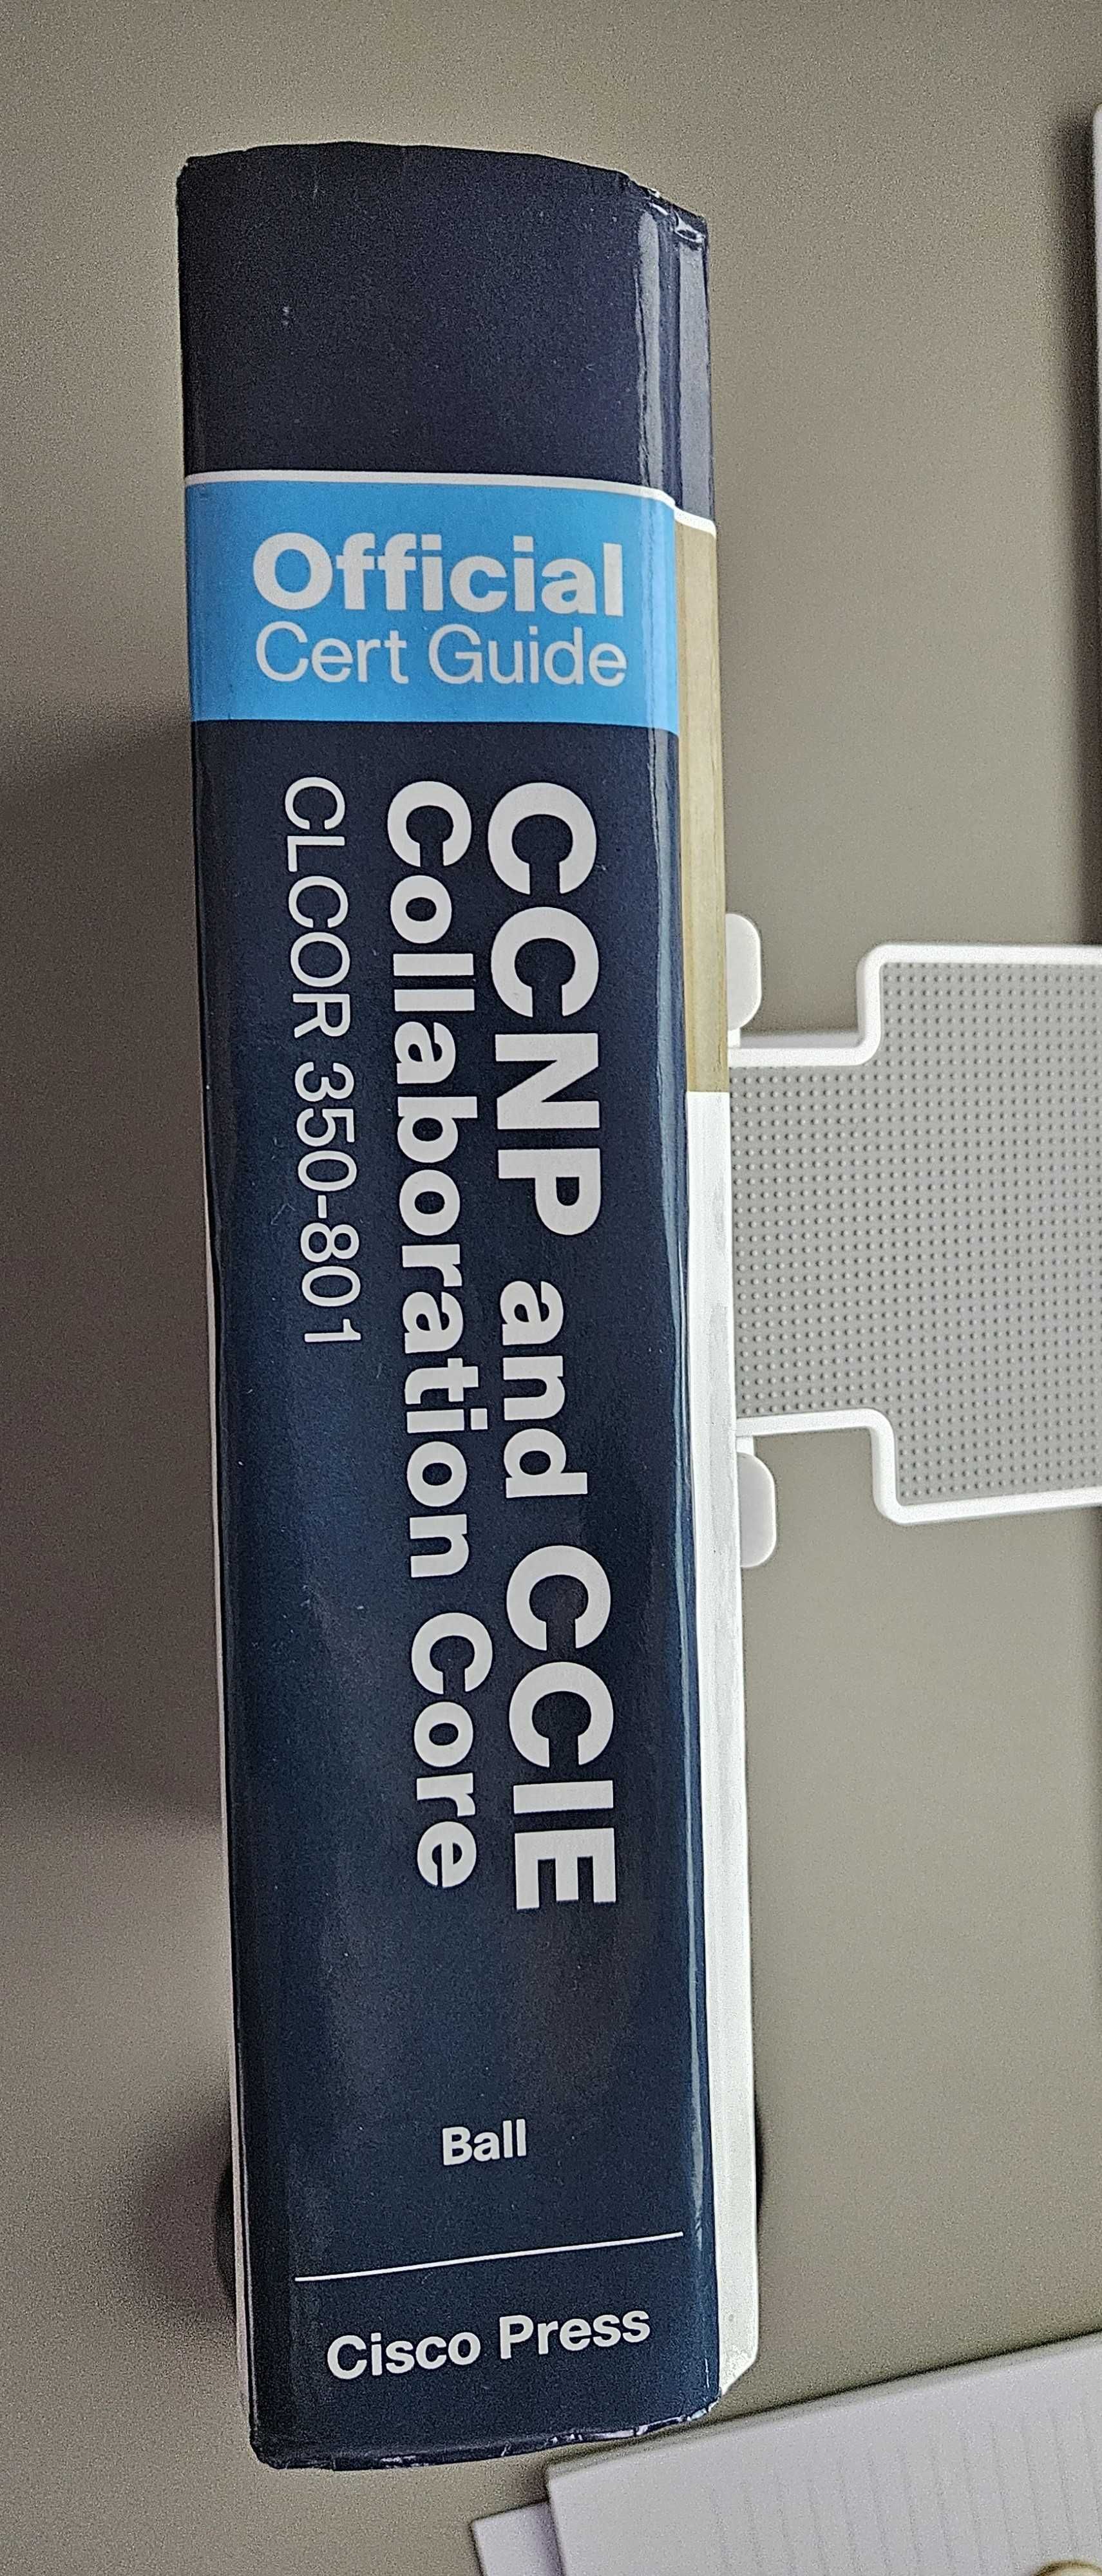 Official
Cert Guide
CCNP and CCIE
Collaboration Core
CLCOR 350-801
Ball
Cisco Press